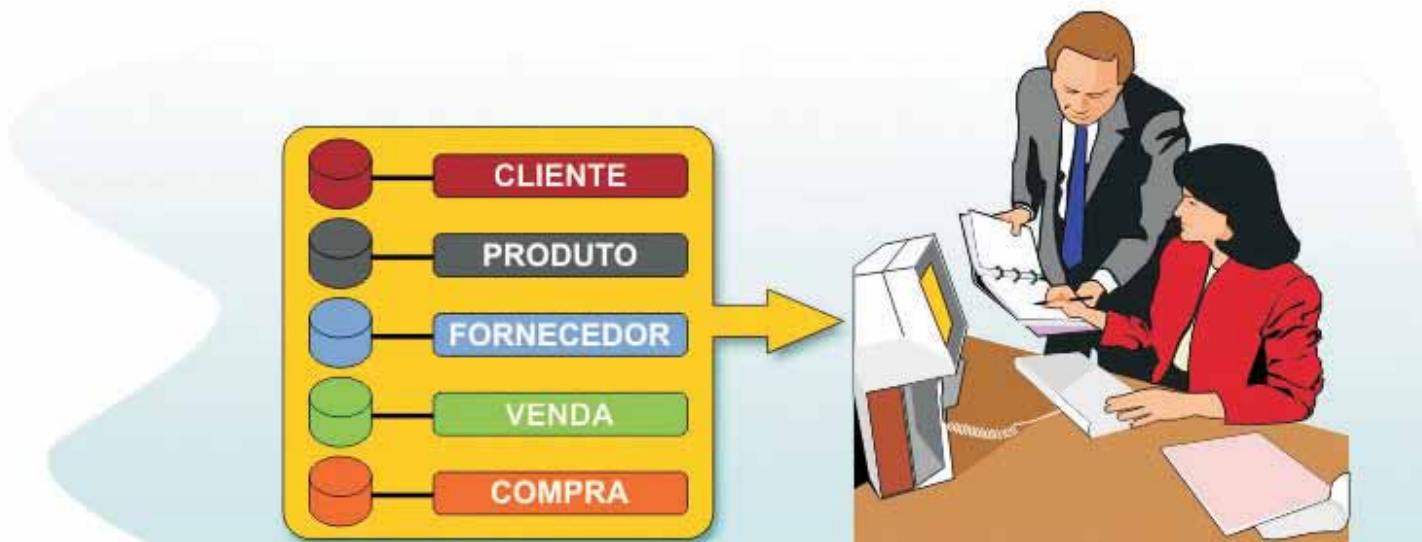 CLIENTE
PRODUTO
FORNECEDOR
VENDA
COMPRA